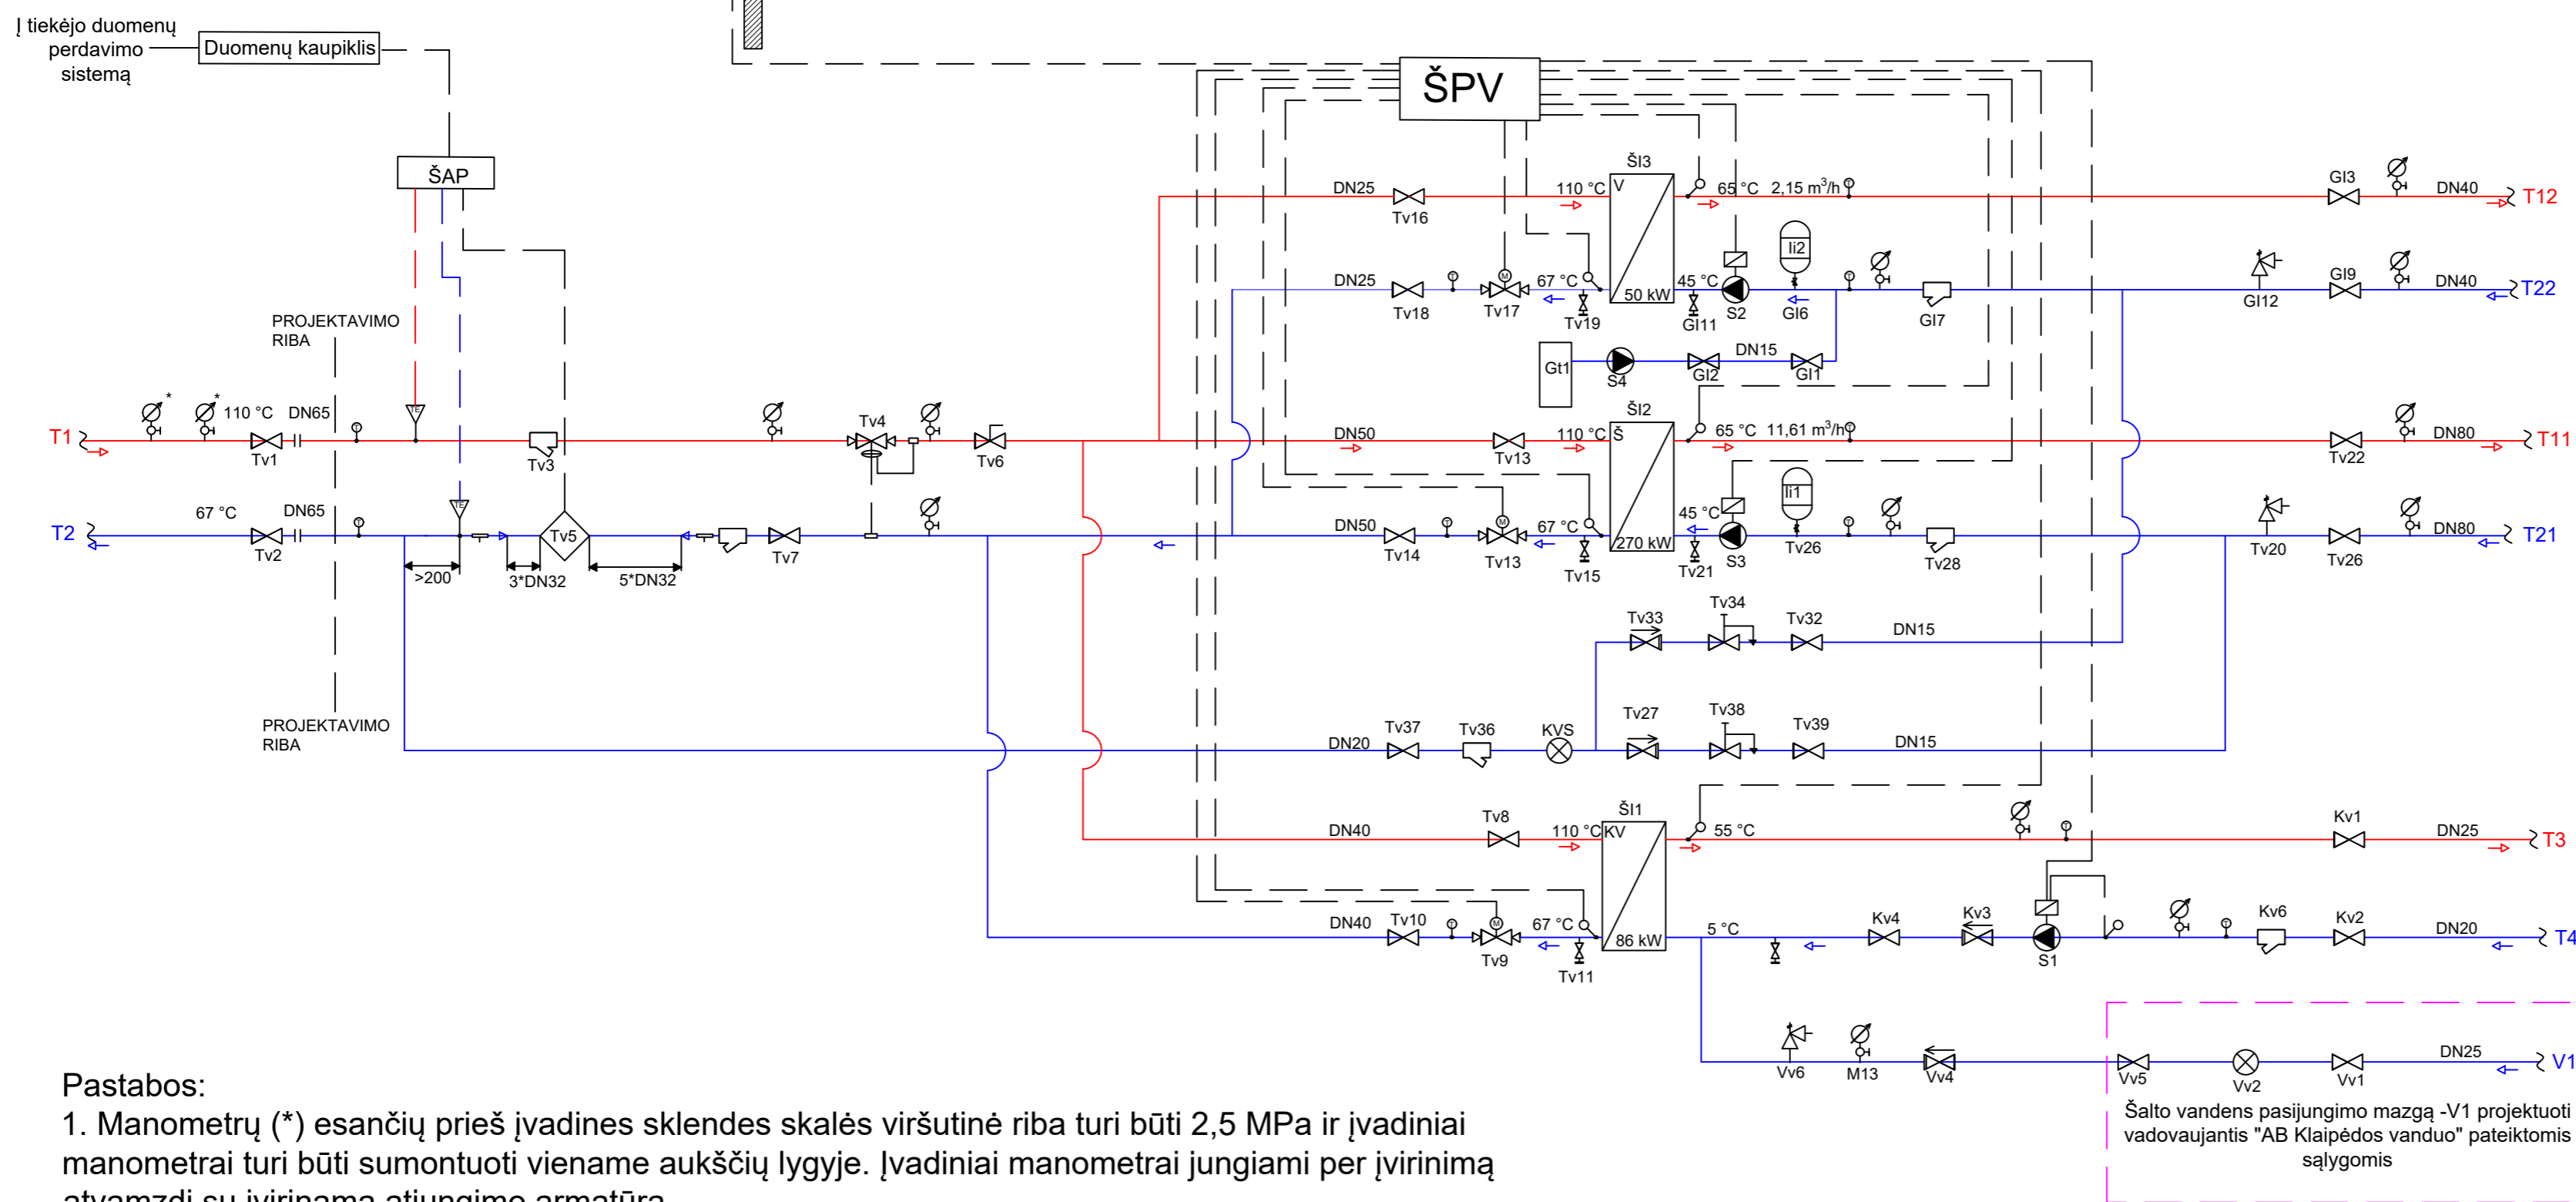 Į tiekėjo duomenų
perdavimo
sistemą
Duomenų kaupiklis
ŠAP
ŠPV
ŠI3
DN25
Tv16
110 °C
V
65 °C
2,15 m³/h
T
GI3
DN40
T12
DN25
Tv18
T
M
Tv17
67 °C
Tv19
50 kW
45 °C
GI11
S2
Ii2
GI6
T
GI7
GI12
GI9
DN40
T22
Gt1
S4
GI2
DN15
GI1
PROJEKTAVIMO
RIBA
T1
*
*
110 °C
DN65
Tv1
T
TE
Tv3
Tv4
Tv6
DN50
Tv13
110 °C
ŠI2
Š
65 °C
11,61 m³/h
T
Tv22
DN80
T11
T2
67 °C
DN65
Tv2
T
TE
>200
3*DN32
Tv5
5*DN32
Tv7
DN50
Tv14
T
M
Tv13
67 °C
Tv15
270 kW
45 °C
Tv21
S3
Ii1
Tv26
T
Tv28
Tv20
Tv26
DN80
T21
Tv33
Tv34
Tv32
DN15
PROJEKTAVIMO
RIBA
DN20
Tv37
Tv36
KVS
Tv27
Tv38
Tv39
DN15
DN40
Tv8
110 °C
ŠI1
KV
55 °C
T
Kv1
DN25
T3
DN40
Tv10
T
M
Tv9
67 °C
Tv11
86 kW
5 °C
Kv4
Kv3
S1
T
Kv6
Kv2
DN20
T4
Vv6
M13
Vv4
Vv5
Vv2
Vv1
DN25
V1
Šalto vandens pasijungimo mazgą -V1 projektuoti
vadovaujantis "AB Klaipėdos vanduo" pateiktomis
sąlygomis
Pastabos:
1. Manometrų (*) esančių prieš įvadines sklendes skalės viršutinė riba turi būti 2,5 MPa ir įvadiniai
manometrai turi būti sumontuoti viename aukščių lygyje. Įvadiniai manometrai jungiami per įvirinimą
atvamzdį su įvirinama atjungimo armatūra